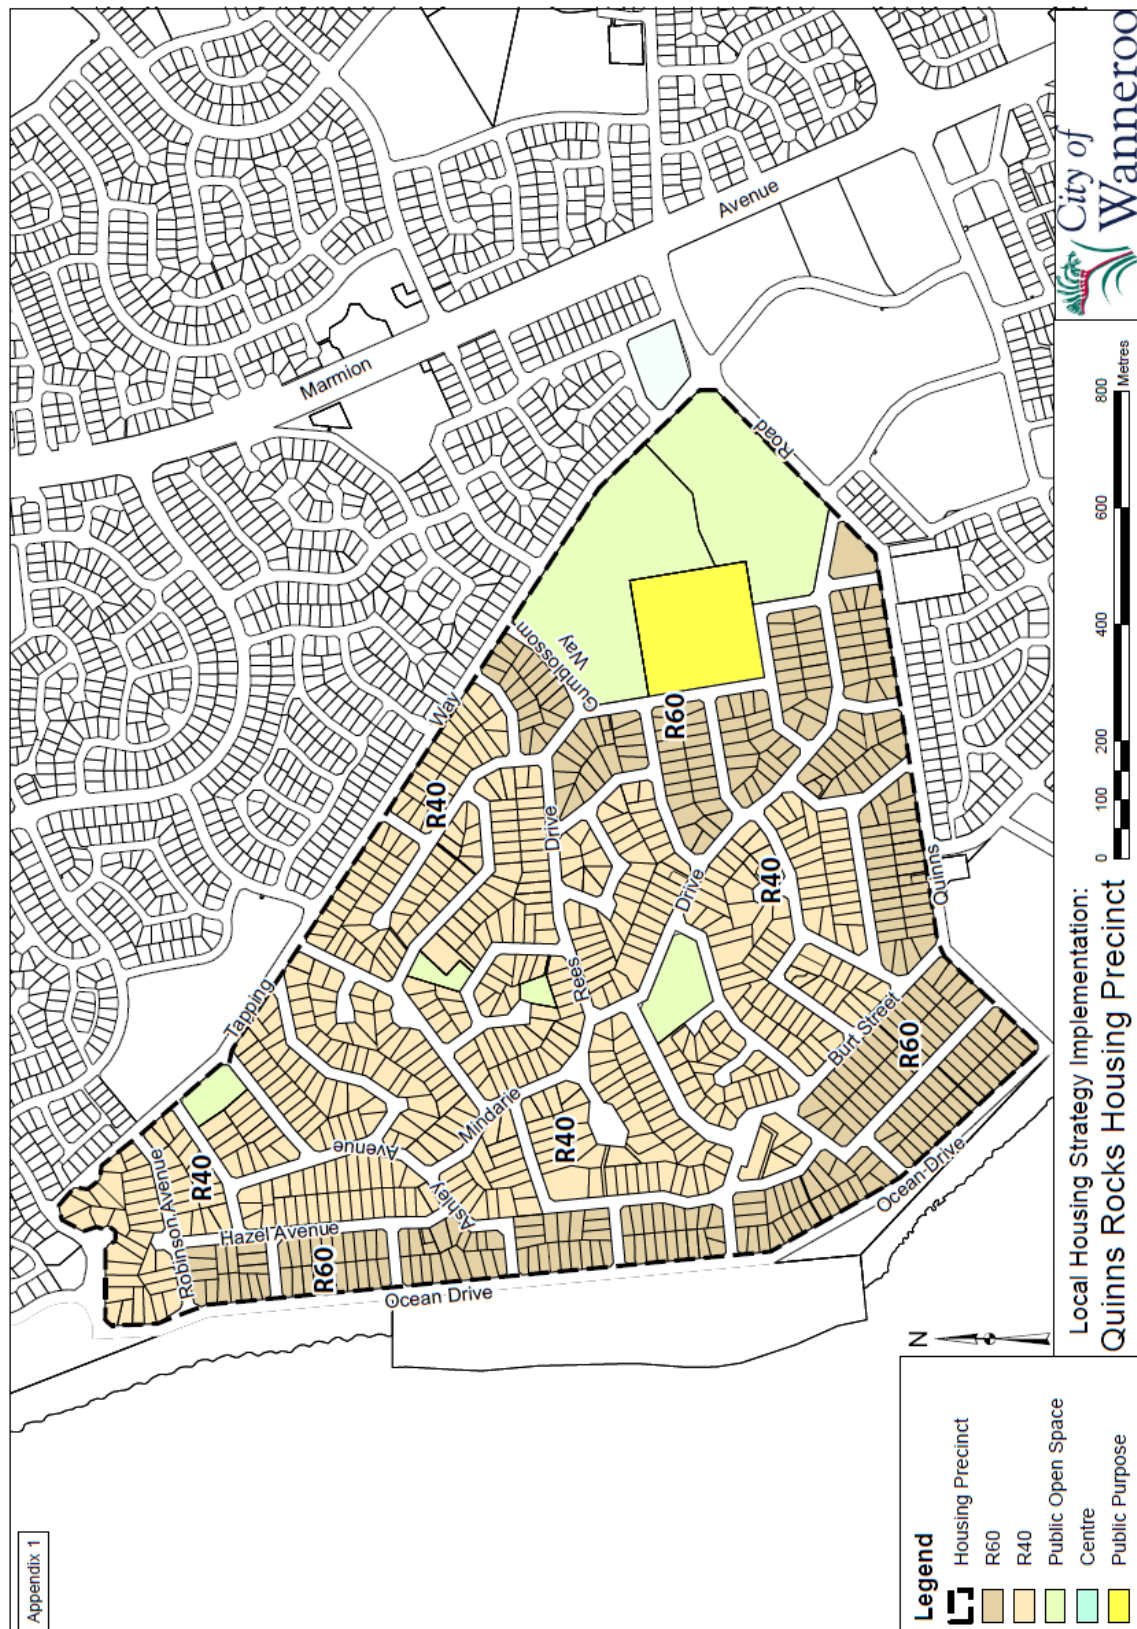 Appendix 1
Marmion
Avenue
Tapping
Way
Gumblossom
Way
Road
Robinson Avenue
Hazel Avenue
Avenue
Ashley
Mindarie
Rees
Drive
Drive
Burt Street
Quinns
Ocean Drive
Ocean Drive
R40
R40
R40
R40
R60
R60
R60
N
Legend
Housing Precinct
R60
R40
Public Open Space
Centre
Public Purpose
Local Housing Strategy Implementation:
Quinns Rocks Housing Precinct
0 100 200 400 600 800
Metres
City of
Wanneroo